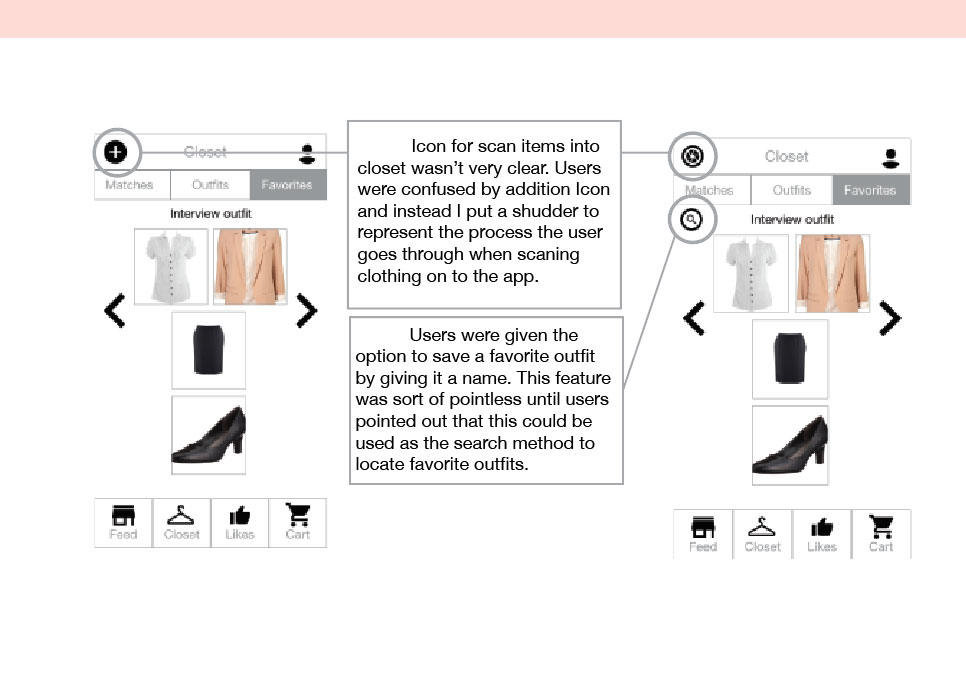 Closet
Matches
Outfits
Favorites
Interview outfit
Feed
Closet
Likes
Cart
Icon for scan items into
closet wasn’t very clear. Users
were confused by addition Icon
and instead I put a shudder to
represent the process the user
goes through when scaning
clothing on to the app.
Users were given the
option to save a favorite outfit
by giving it a name. This feature
was sort of pointless until users
pointed out that this could be
used as the search method to
locate favorite outfits.
Closet
Matches
Outfits
Favorites
Interview outfit
Feed
Closet
Likes
Cart